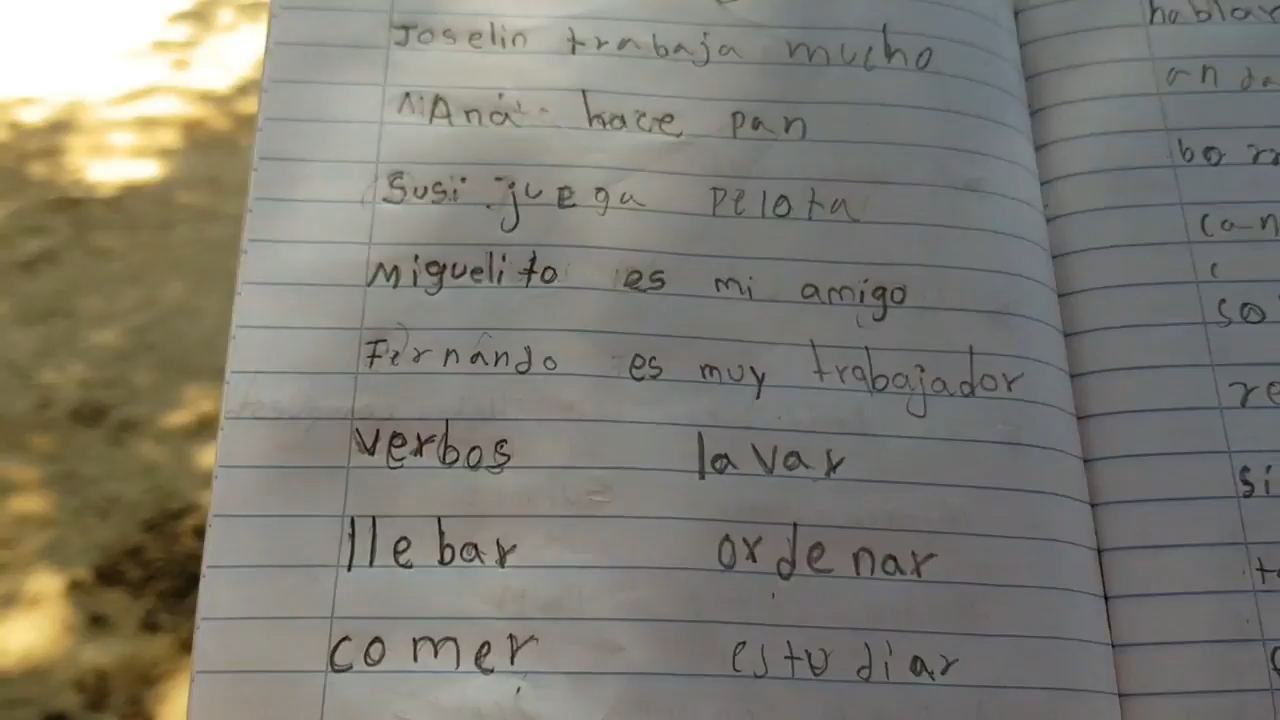 Joselin trabaja mucho
Ana hace pan
Susi juega pelota
Miguelito es mi amigo
Fernando es muy trabajador
verbos lavar
llebar ordenar
comer estudiar
hablar